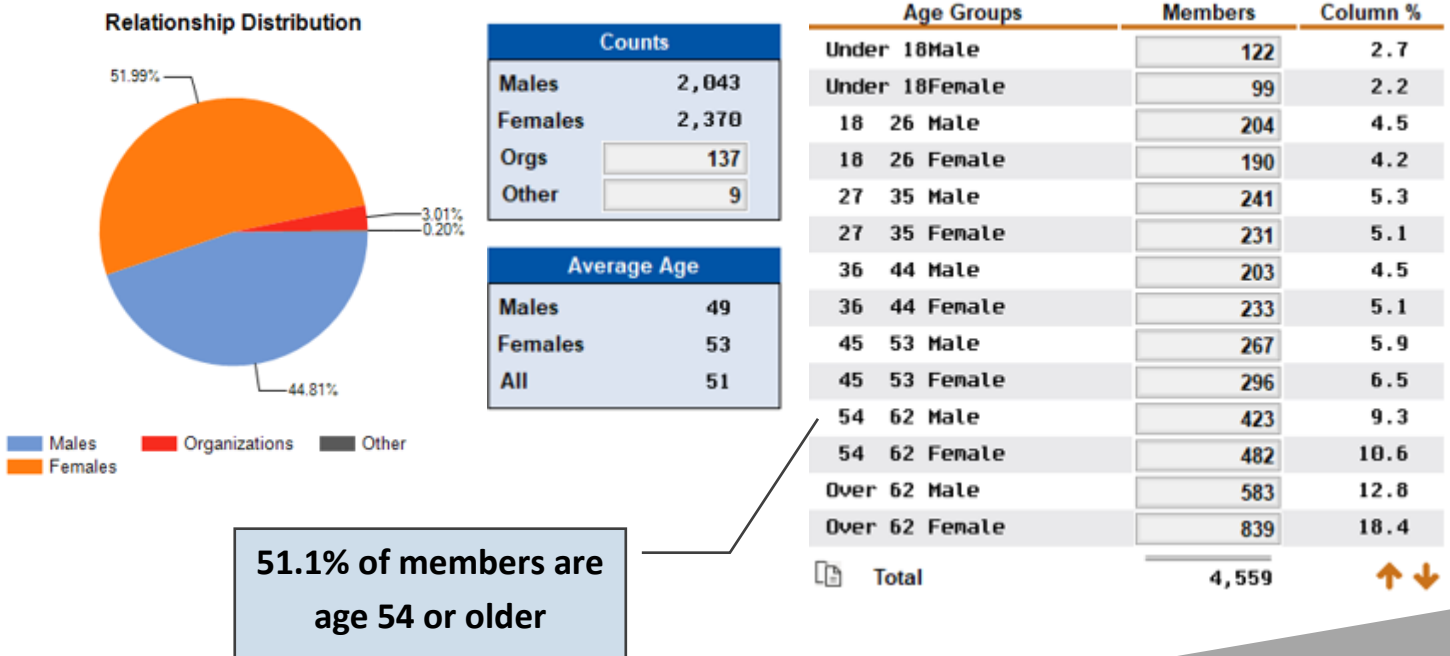 Relationship Distribution
51.99%
3.01%
0.20%
44.81%
Males Organizations Other
Females
Counts
Males 2,043
Females 2,370
Orgs 137
Other 9
Average Age
Males 49
Females 53
All 51
51.1% of members are
age 54 or older
Age Groups Members Column %
Under 18Male 122 2.7
Under 18Female 99 2.2
18 26 Male 204 4.5
18 26 Female 190 4.2
27 35 Male 241 5.3
27 35 Female 231 5.1
36 44 Male 203 4.5
36 44 Female 233 5.1
45 53 Male 267 5.9
45 53 Female 296 6.5
54 62 Male 423 9.3
54 62 Female 482 10.6
Over 62 Male 583 12.8
Over 62 Female 839 18.4
Total 4,559